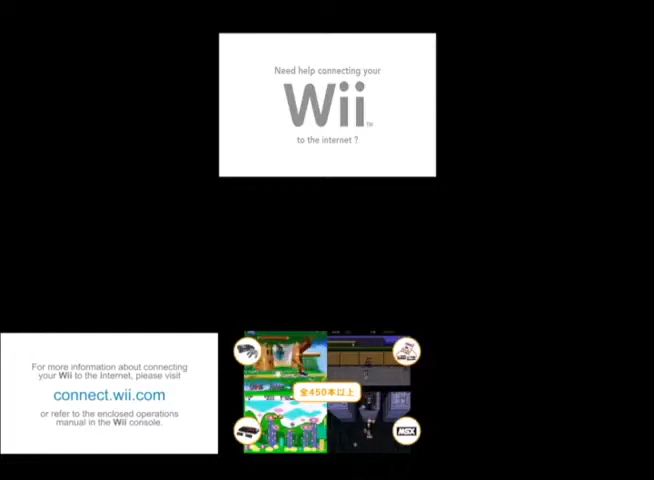 Need help connecting your
Wii™
to the internet ?
For more information about connecting
your Wii to the Internet, please visit
connect.wii.com
or refer to the enclosed operations
manual in the Wii console.
全450本以上
MSX